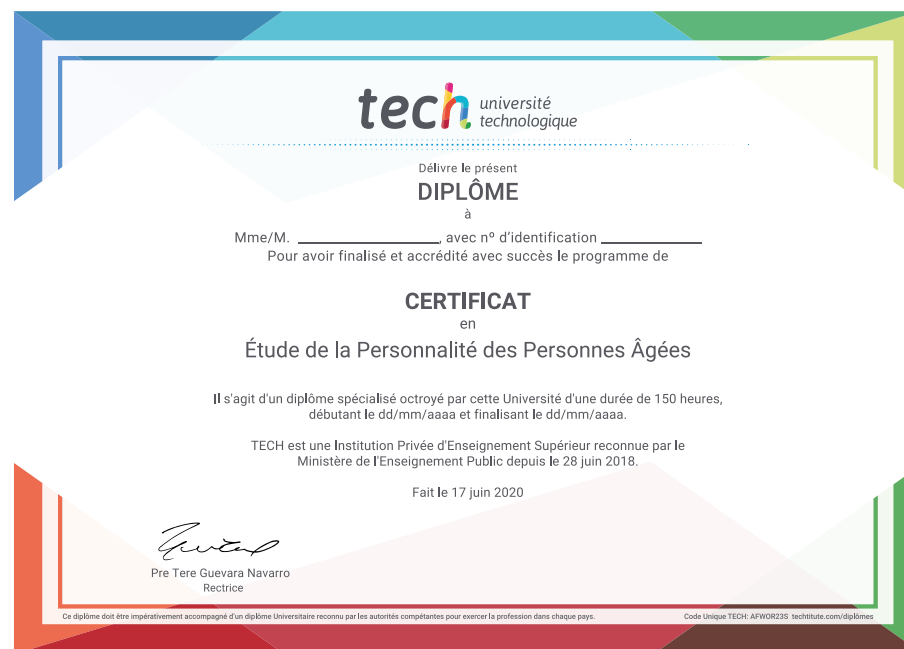 tech université
technologique
Délivre le présent
DIPLÔME
à
Mme/M. ____________, avec nº d'identification ____________
Pour avoir finalisé et accrédité avec succès le programme de
CERTIFICAT
en
Étude de la Personnalité des Personnes Âgées
Il s'agit d'un diplôme spécialisé octroyé par cette Université d'une durée de 150 heures,
débutant le dd/mm/aaaa et finalisant le dd/mm/aaaa.
TECH est une Institution Privée d'Enseignement Supérieur reconnue par le
Ministère de l'Enseignement Public depuis le 28 juin 2018.
Fait le 17 juin 2020
Pre Tere Guevara Navarro
Rectrice
Ce diplôme doit être impérativement accompagné d'un diplôme Universitaire reconnu par les autorités compétentes pour exercer la profession dans chaque pays.
Code Unique TECH: AFWOR23S techtitute.com/diplômes